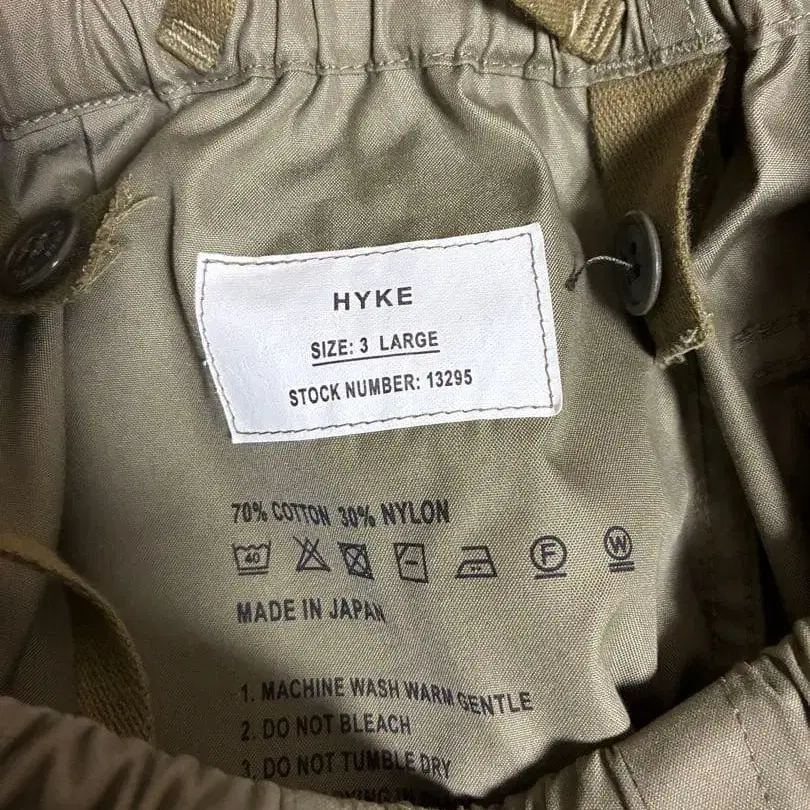 HYKE
SIZE: 3 LARGE
STOCK NUMBER: 13295
70% COTTON 30% NYLON
40 F W
MADE IN JAPAN
1. MACHINE WASH WARM GENTLE
2. DO NOT BLEACH
3. DO NOT TUMBLE DRY